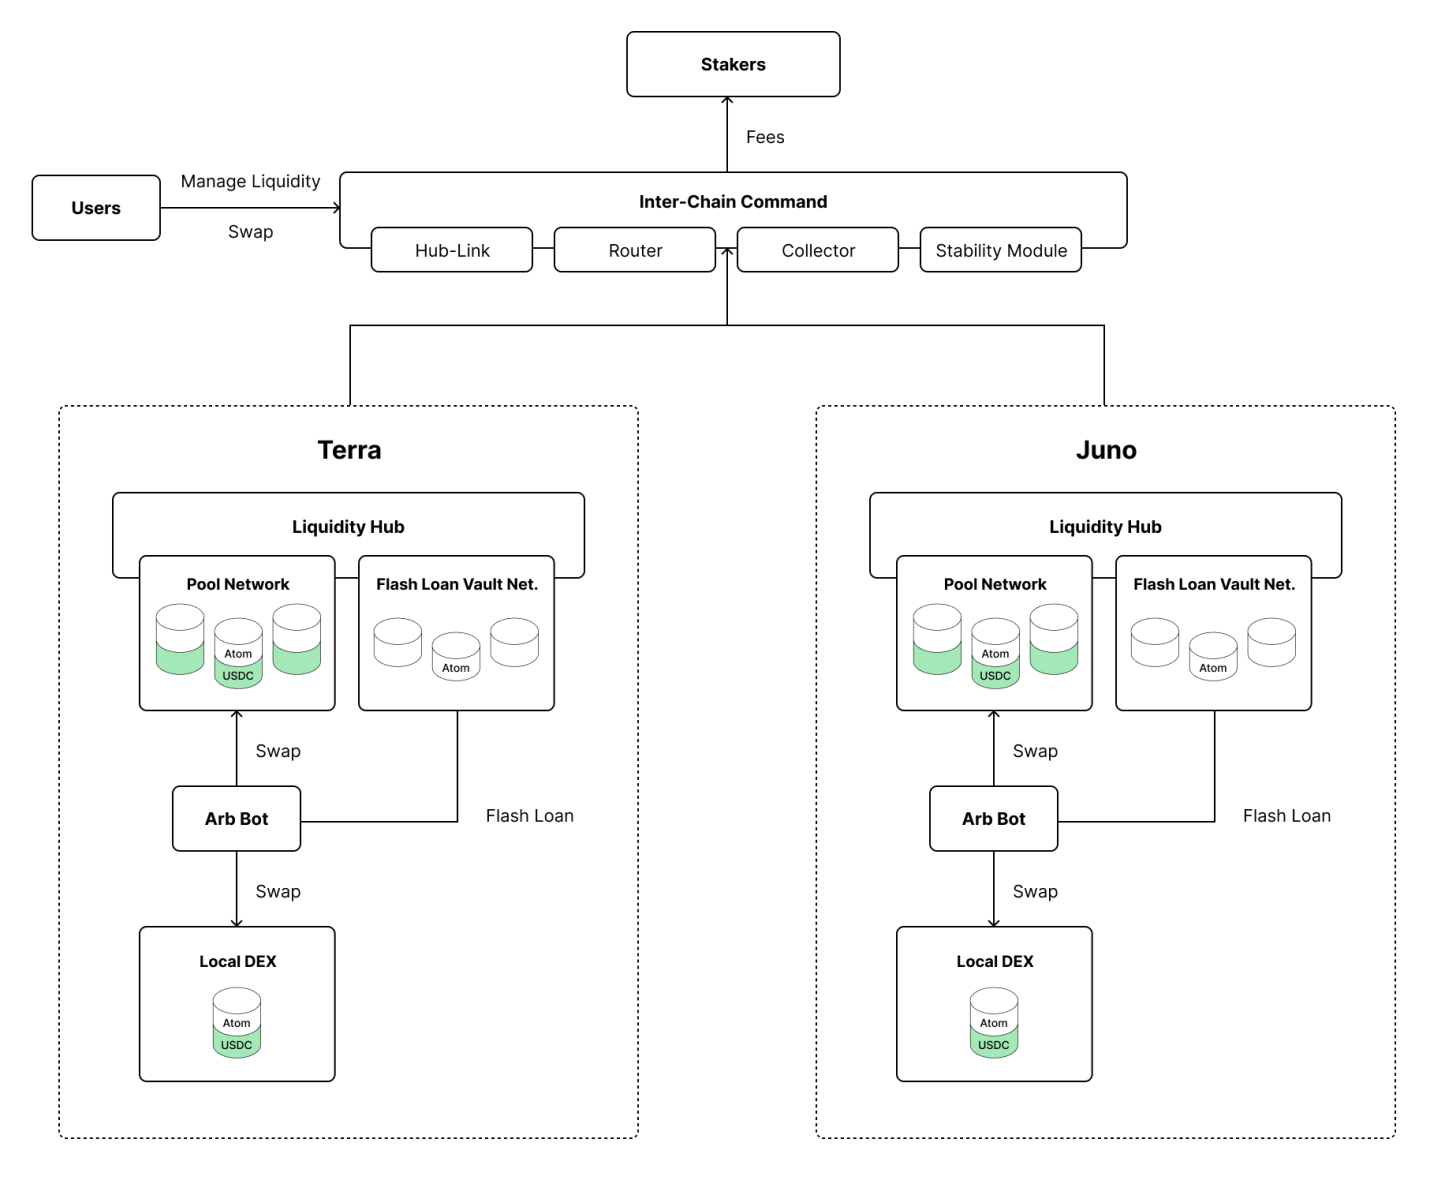 Stakers
Fees
Manage Liquidity
Users
Swap
Inter-Chain Command
Hub-Link
Router
Collector
Stability Module
Terra
Liquidity Hub
Pool Network
Flash Loan Vault Net.
Atom
USDC
Atom
Swap
Arb Bot
Flash Loan
Swap
Local DEX
Atom
USDC
Juno
Liquidity Hub
Pool Network
Flash Loan Vault Net.
Atom
USDC
Atom
Swap
Arb Bot
Flash Loan
Swap
Local DEX
Atom
USDC